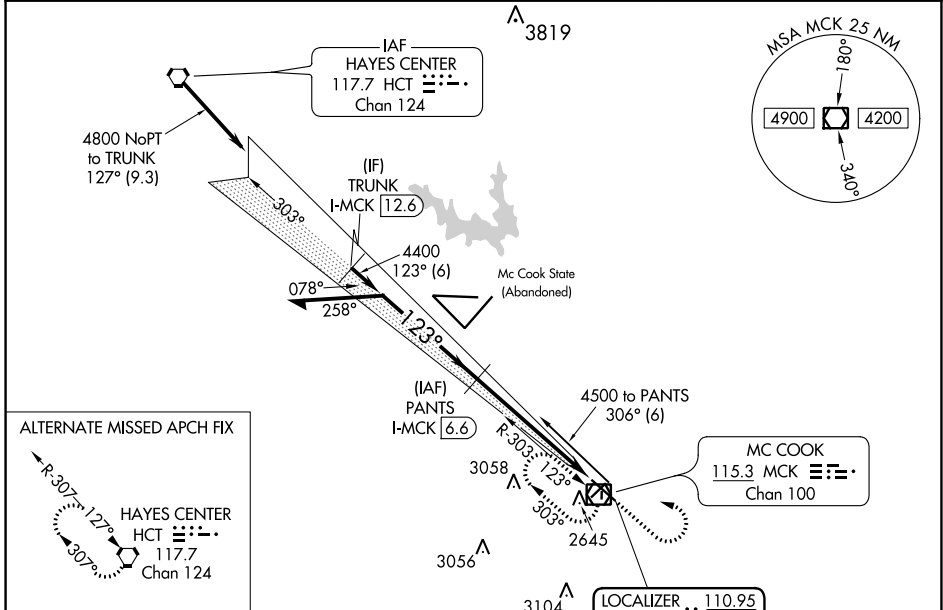 3819
IAF
HAYES CENTER
117.7 HCT
Chan 124
MSA MCK 25 NM
180°
4900
4200
340°
4800 NoPT
to TRUNK
127° (9.3)
(IF)
TRUNK
I-MCK 12.6
303°
4400
123° (6)
Mc Cook State
(Abandoned)
078°
258°
123°
(IAF)
PANTS
I-MCK 6.6
4500 to PANTS
306° (6)
R-303
123°
303°
3058
2645
MC COOK
115.3 MCK
Chan 100
ALTERNATE MISSED APCH FIX
R-307
127°
307°
HAYES CENTER
HCT
117.7
Chan 124
3056
3104
LOCALIZER 110.95